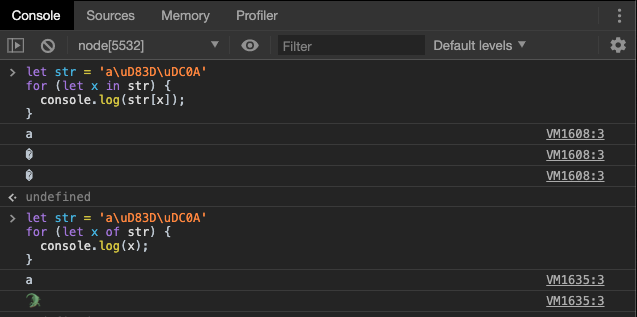 Console Sources Memory Profiler
node[5532] ▼ Filter Default levels ▼
> let str = 'a\uD83D\uDC0A'
for (let x in str) {
  console.log(str[x]);
}
a VM1608:3
� VM1608:3
� VM1608:3
undefined
> let str = 'a\uD83D\uDC0A'
for (let x of str) {
  console.log(x);
}
a VM1635:3
🐊 VM1635:3